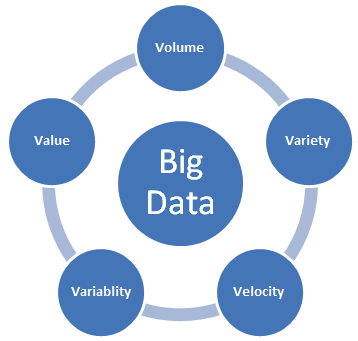 Volume
Variety
Velocity
Variablity
Value
Big
Data